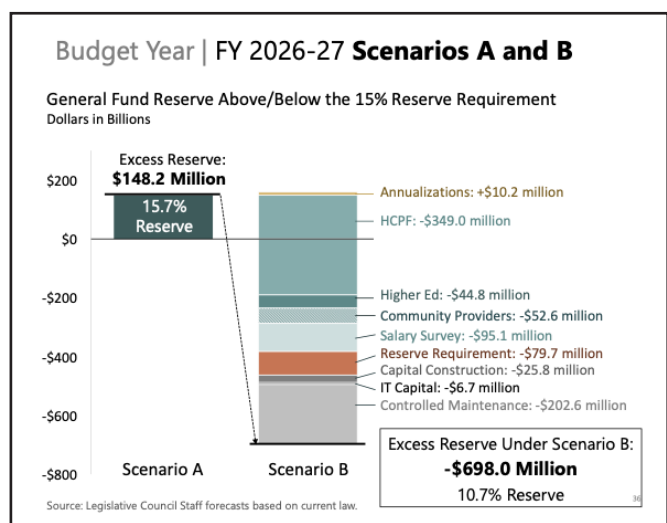 Budget Year | FY 2026-27 Scenarios A and B
General Fund Reserve Above/Below the 15% Reserve Requirement
Dollars in Billions
Excess Reserve:
$148.2 Million
15.7%
Reserve
$200
$0
-$200
-$400
-$600
-$800
Annualizations: +$10.2 million
HCPF: -$349.0 million
Higher Ed: -$44.8 million
Community Providers: -$52.6 million
Salary Survey: -$95.1 million
Reserve Requirement: -$79.7 million
Capital Construction: -$25.8 million
IT Capital: -$6.7 million
Controlled Maintenance: -$202.6 million
Scenario A
Scenario B
Excess Reserve Under Scenario B:
-$698.0 Million
10.7% Reserve
36
Source: Legislative Council Staff forecasts based on current law.